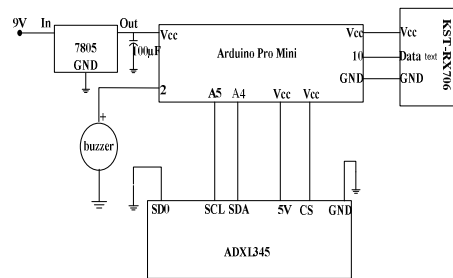 9V In 7805 Out
GND
100µF
Vcc Arduino Pro Mini Vcc
10
GND
2
A5 A4 Vcc Vcc
KST-RX706
Vcc
Data text
GND
+
buzzer
SD0 SCL SDA 5V CS GND
ADXL345